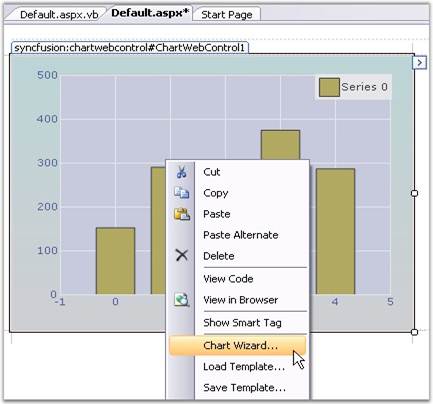 Default.aspx.vb Default.aspx* Start Page
syncfusion:chartwebcontrol#ChartWebControl1
500
Series 0
400
300
200
100
0
-1 0 4 5
Cut
Copy
Paste
Paste Alternate
Delete
View Code
View in Browser
Show Smart Tag
Chart Wizard...
Load Template...
Save Template...